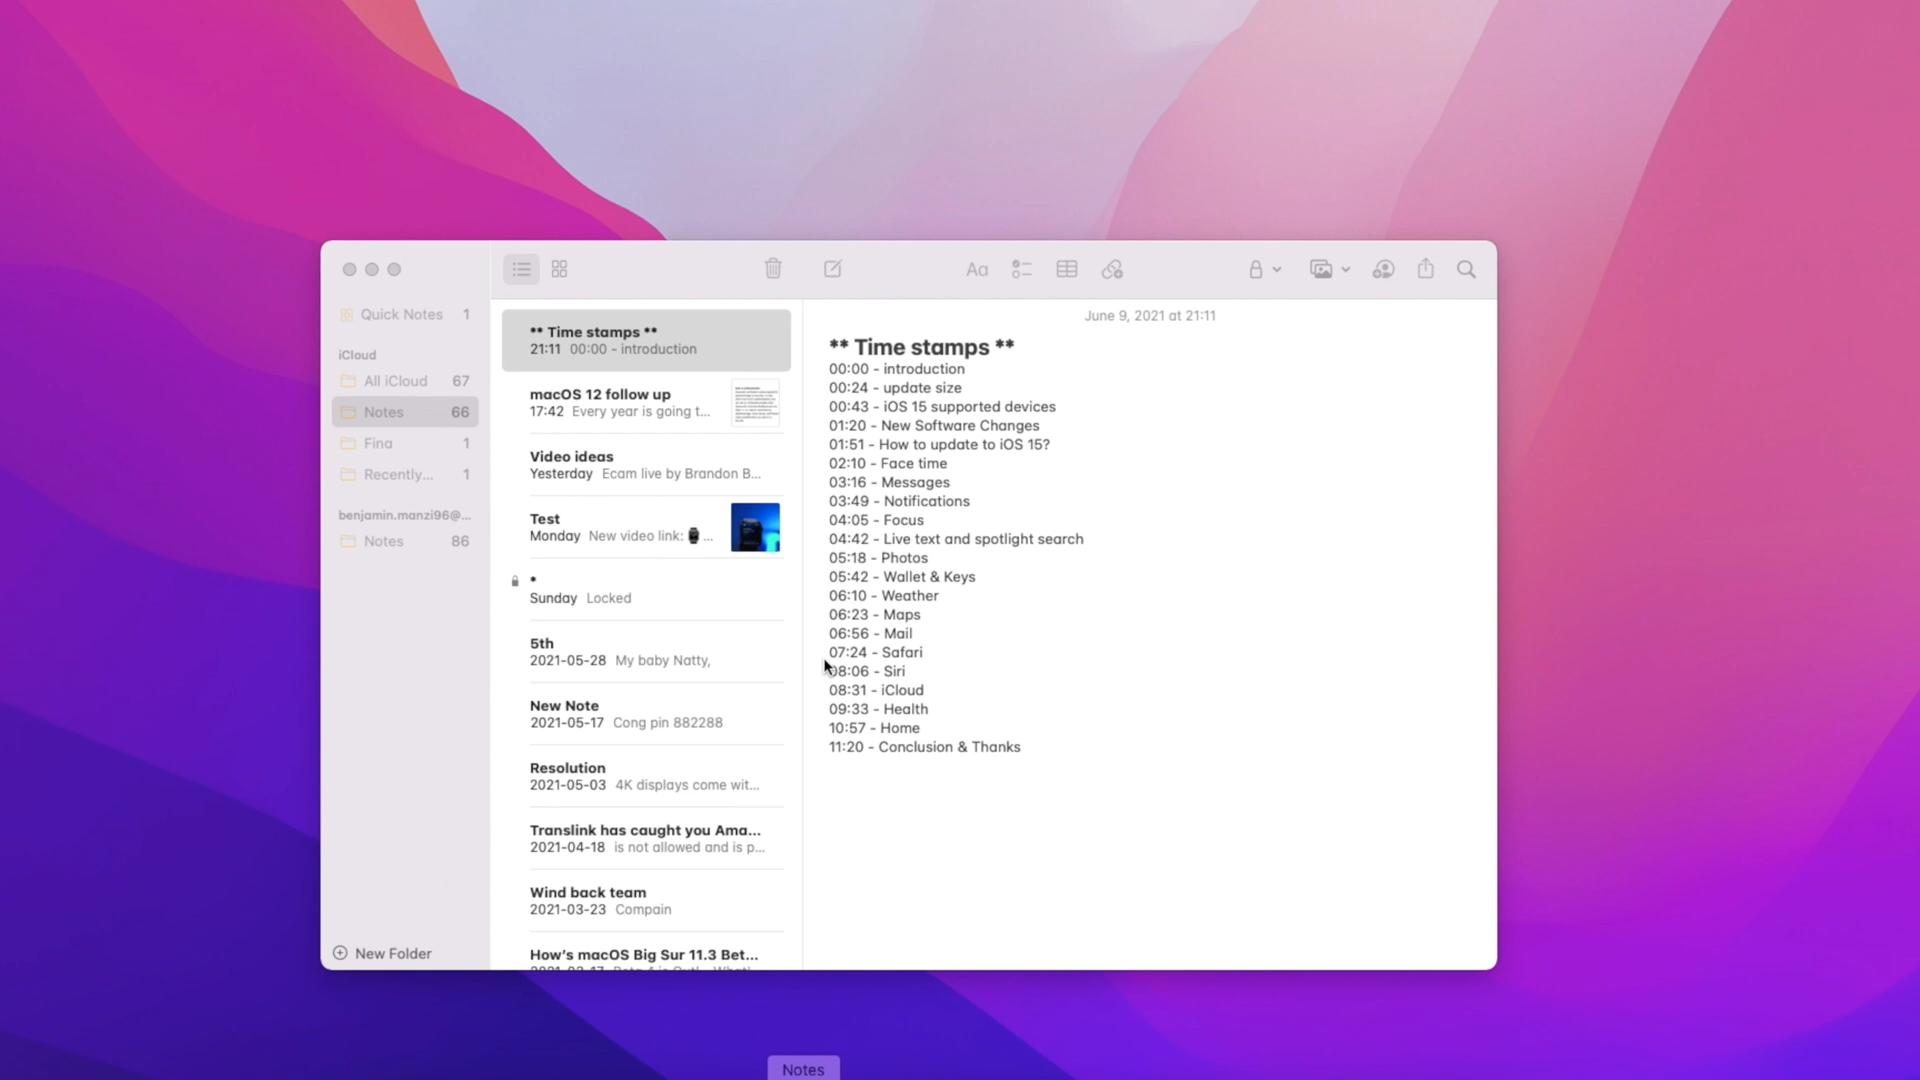 Quick Notes 1
iCloud
All iCloud 67
Notes 66
Fina 1
Recently... 1
benjamin.manzi96@...
Notes 86
New Folder
** Time stamps **
21:11 00:00 - introduction
macOS 12 follow up
17:42 Every year is going t...
Video ideas
Yesterday Ecam live by Brandon B...
Test
Monday New video link: ...
*
Sunday Locked
5th
2021-05-28 My baby Natty,
New Note
2021-05-17 Cong pin 882288
Resolution
2021-05-03 4K displays come wit...
Translink has caught you Ama...
2021-04-18 is not allowed and is p...
Wind back team
2021-03-23 Compain
How's macOS Big Sur 11.3 Bet...
Aa
June 9, 2021 at 21:11
** Time stamps **
00:00 - introduction
00:24 - update size
00:43 - iOS 15 supported devices
01:20 - New Software Changes
01:51 - How to update to iOS 15?
02:10 - Face time
03:16 - Messages
03:49 - Notifications
04:05 - Focus
04:42 - Live text and spotlight search
05:18 - Photos
05:42 - Wallet & Keys
06:10 - Weather
06:23 - Maps
06:56 - Mail
07:24 - Safari
08:06 - Siri
08:31 - iCloud
09:33 - Health
10:57 - Home
11:20 - Conclusion & Thanks
Notes